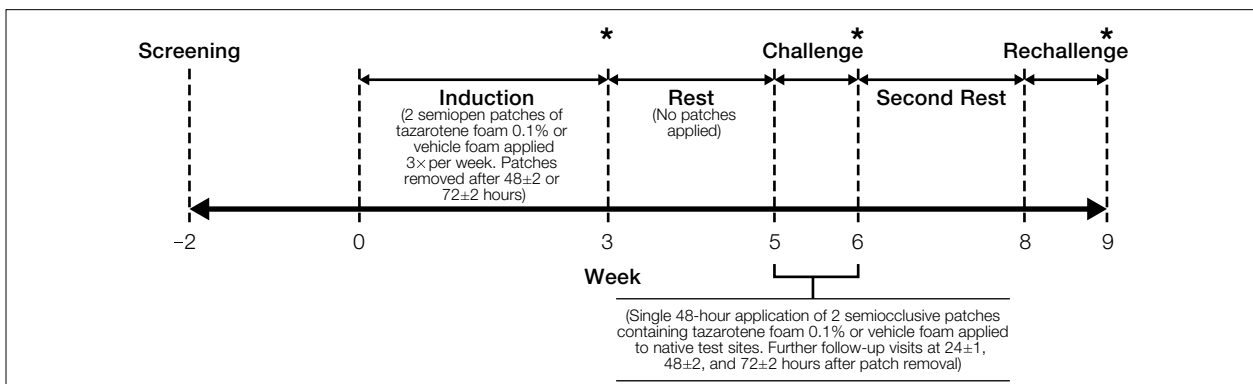 *
*
*
Screening
Challenge
Rechallenge
Induction
(2 semiopen patches of
tazarotene foam 0.1% or
vehicle foam applied
3× per week. Patches
removed after 48±2 or
72±2 hours)
Rest
(No patches
applied)
Second Rest
−2
0
3
5
6
8
9
Week
(Single 48-hour application of 2 semiocclusive patches
containing tazarotene foam 0.1% or vehicle foam applied
to native test sites. Further follow-up visits at 24±1,
48±2, and 72±2 hours after patch removal)